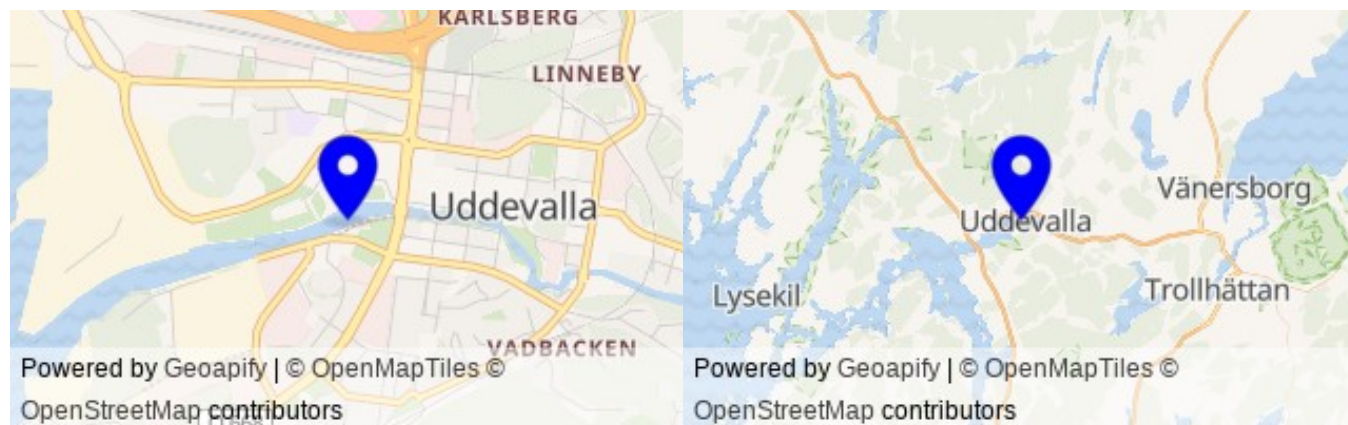 KARLSBERG
LINNEBY
Uddevalla
VADBACKEN
Powered by Geoapify | © OpenMapTiles ©
OpenStreetMap contributors
Vänersborg
Uddevalla
Lysekil
Trollhättan
Powered by Geoapify | © OpenMapTiles ©
OpenStreetMap contributors